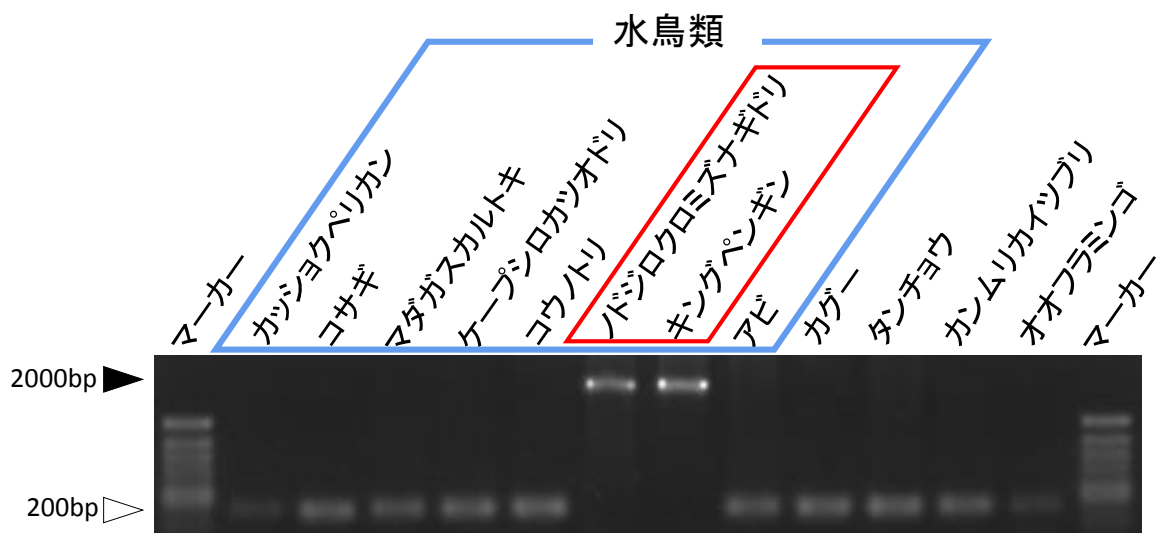 水鳥類
マーカー
カッショクペリカン
コサギ
マダガスカルトキ
ケープシロカツオドリ
コウノトリ
ノドジロクロミズナギドリ
キングペンギン
アビ
カグー
タンチョウ
カンムリカイツブリ
オオフラミンゴ
マーカー
2000bp
200bp